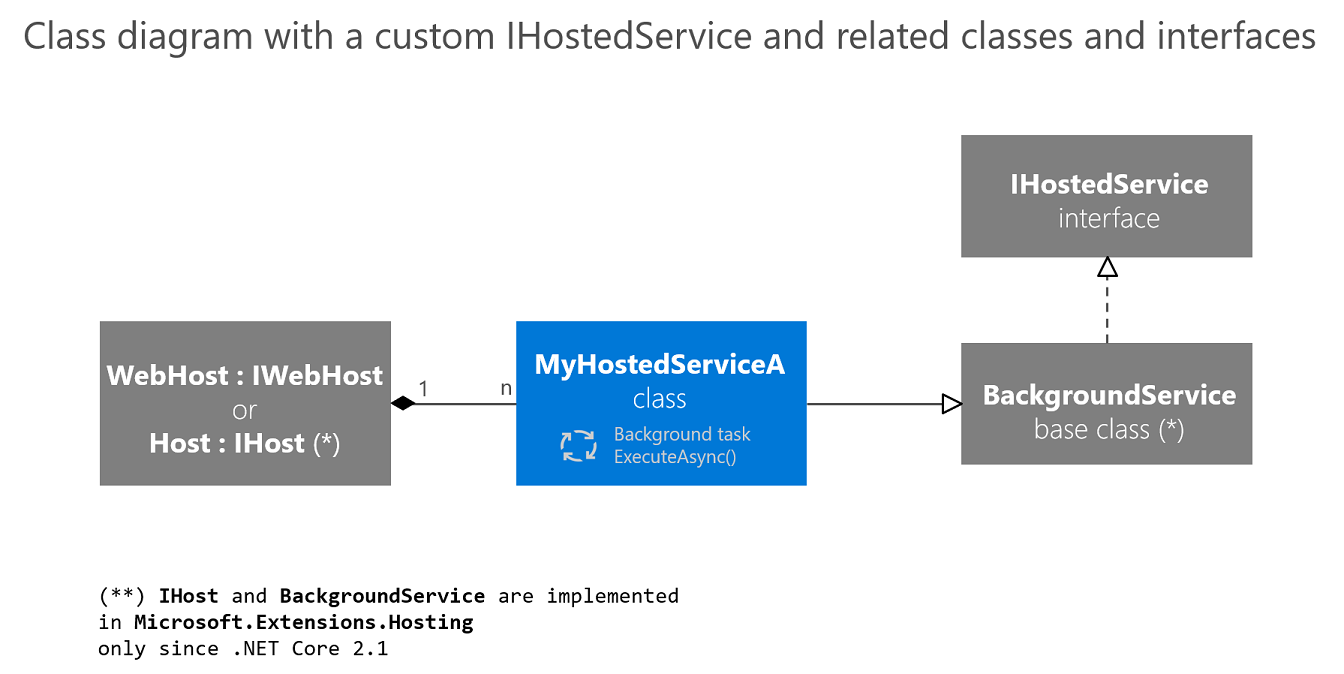 Class diagram with a custom IHostedService and related classes and interfaces
IHostedService
interface
WebHost : IWebHost
or
Host : IHost (*)
1
n
MyHostedServiceA
class
Background task
ExecuteAsync()
BackgroundService
base class (*)
(**) IHost and BackgroundService are implemented
in Microsoft.Extensions.Hosting
only since .NET Core 2.1